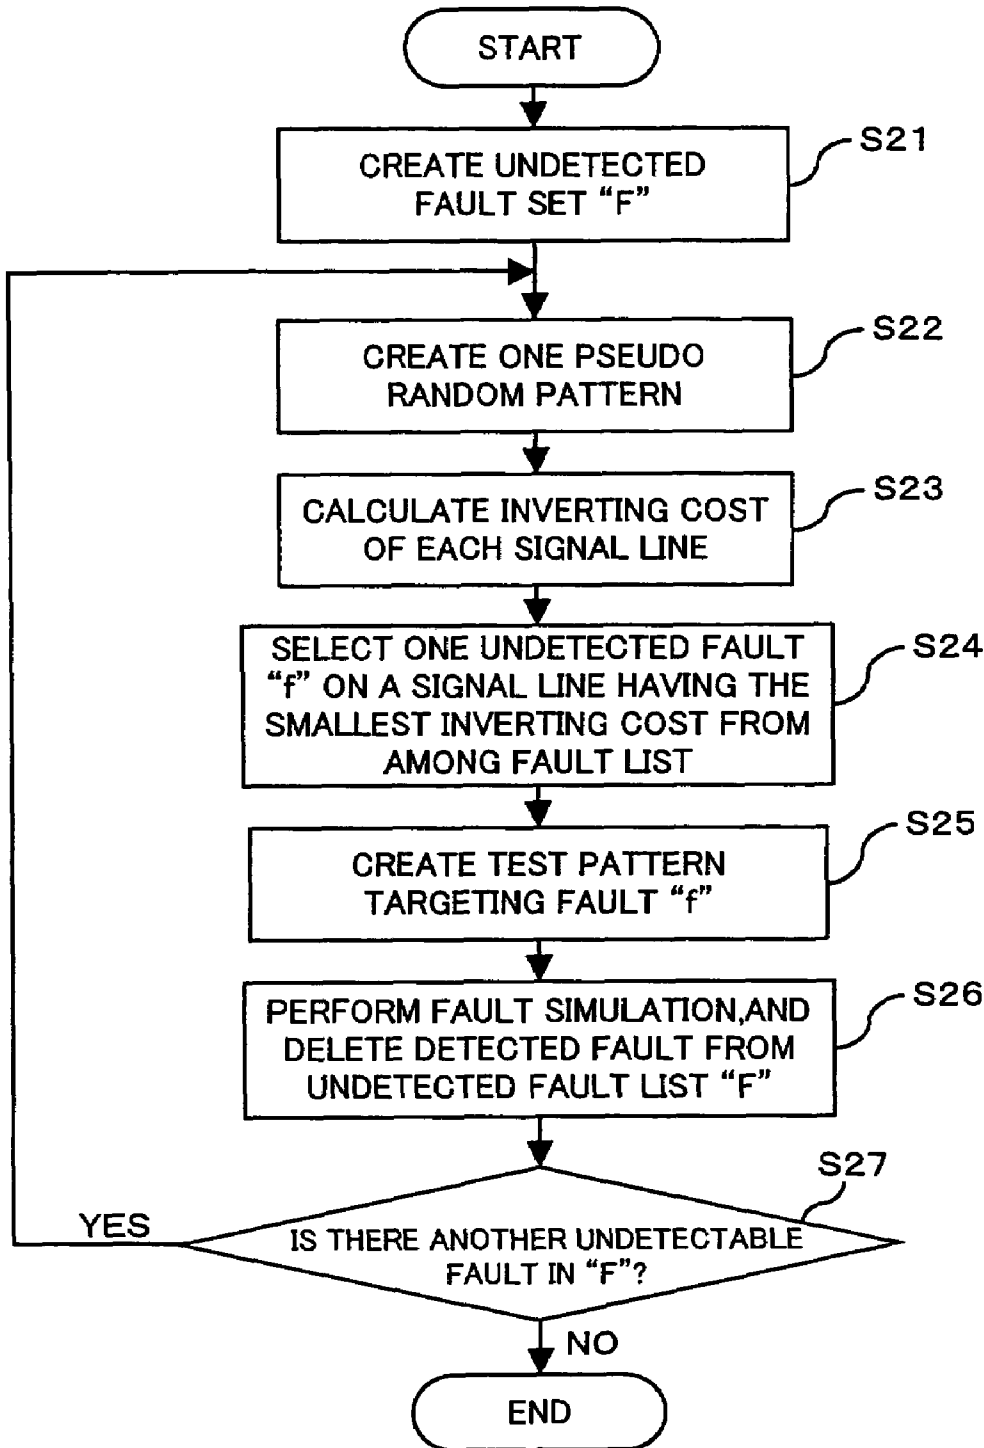 START
CREATE UNDETECTED
FAULT SET “F”
S21
CREATE ONE PSEUDO
RANDOM PATTERN
S22
CALCULATE INVERTING COST
OF EACH SIGNAL LINE
S23
SELECT ONE UNDETECTED FAULT
“f” ON A SIGNAL LINE HAVING THE
SMALLEST INVERTING COST FROM
AMONG FAULT LIST
S24
CREATE TEST PATTERN
TARGETING FAULT “f”
S25
PERFORM FAULT SIMULATION,AND
DELETE DETECTED FAULT FROM
UNDETECTED FAULT LIST “F”
S26
IS THERE ANOTHER UNDETECTABLE
FAULT IN “F”?
S27
YES
NO
END